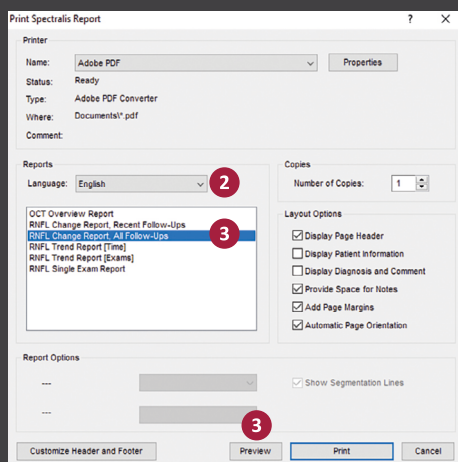 Print Spectralis Report ? X
Printer
Name: Adobe PDF Properties
Status: Ready
Type: Adobe PDF Converter
Where: Documents\*.pdf
Comment:
Reports
Language: English 2
OCT Overview Report
RNFL Change Report, Recent Follow-Ups
RNFL Change Report, All Follow-Ups 3
RNFL Trend Report [Time]
RNFL Trend Report [Exams]
RNFL Single Exam Report
Copies
Number of Copies: 1
Layout Options
Display Page Header
Display Patient Information
Display Diagnosis and Comment
Provide Space for Notes
Add Page Margins
Automatic Page Orientation
Report Options
--- Show Segmentation Lines
---
3
Customize Header and Footer Preview Print Cancel